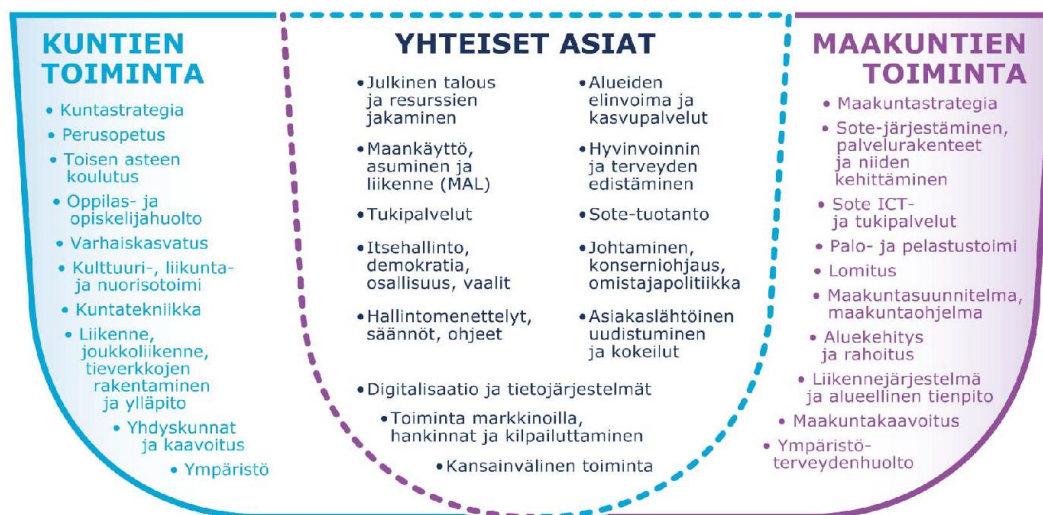 KUNTIEN
TOIMINTA
• Kuntastrategia
• Perusopetus
• Toisen asteen
koulutus
• Oppilas- ja
opiskelijahuolto
• Varhaiskasvatus
• Kulttuuri-, liikunta-
ja nuorisotoimi
• Kuntatekniikka
• Liikenne,
joukkoliikenne,
tieverkkojen
rakentaminen
ja ylläpito
• Yhdyskunnat
ja kaavoitus
• Ympäristö
YHTEISET ASIAT
• Julkinen talous
ja resurssien
jakaminen
• Maankäyttö,
asuminen ja
liikenne (MAL)
• Tukipalvelut
• Itsehallinto,
demokratia,
osallisuus, vaalit
• Hallintomenettelyt,
säännöt, ohjeet
• Alueiden
elinvoima ja
kasvupalvelut
• Hyvinvoinnin
ja terveyden
edistäminen
• Sote-tuotanto
• Johtaminen,
konserniohjaus,
omistajapolitiikka
• Asiakaslähtöinen
uudistuminen
ja kokeilut
• Digitalisaatio ja tietojärjestelmät
• Toiminta markkinoilla,
hankinnat ja kilpailuttaminen
• Kansainvälinen toiminta
MAAKUNTIEN
TOIMINTA
• Maakuntastrategia
• Sote-järjestäminen,
palvelurakenteet
ja niiden
kehittäminen
• Sote ICT-
ja tukipalvelut
• Palo- ja pelastustoimi
• Lomitus
• Maakuntasuunnitelma,
maakuntaohjelma
• Aluekehitys
ja rahoitus
• Liikennejärjestelmä
ja alueellinen tienpito
• Maakuntakaavoitus
• Ympäristö-
terveydenhuolto